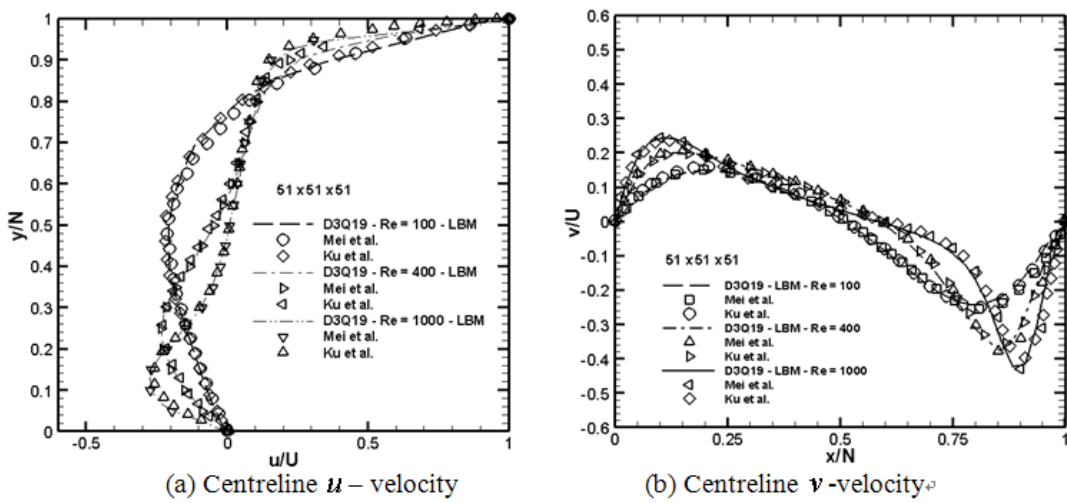 1
0.9
0.8
0.7
0.6
0.5
0.4
0.3
0.2
0.1
0
y/N
51 x 51 x 51
D3Q19 - Re = 100 - LBM
Mei et al.
Ku et al.
D3Q19 - Re = 400 - LBM
Mei et al.
Ku et al.
D3Q19 - Re = 1000 - LBM
Mei et al.
Ku et al.
-0.5 0 0.5 1
u/U
(a) Centreline u – velocity
0.6
0.5
0.4
0.3
0.2
0.1
0
-0.1
-0.2
-0.3
-0.4
-0.5
-0.6
v/U
51 x 51 x 51
D3Q19 - LBM - Re = 100
Mei et al.
Ku et al.
D3Q19 - LBM - Re = 400
Mei et al.
Ku et al.
D3Q19 - LBM - Re = 1000
Mei et al.
Ku et al.
0 0.25 0.5 0.75 1
x/N
(b) Centreline v -velocity